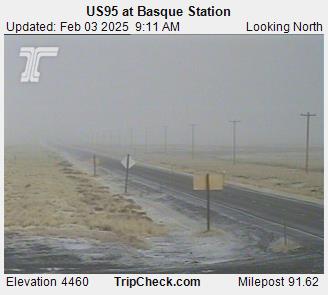 US95 at Basque Station
Updated: Feb 03 2025 9:11 AM Looking North
Elevation 4460 TripCheck.com Milepost 91.62